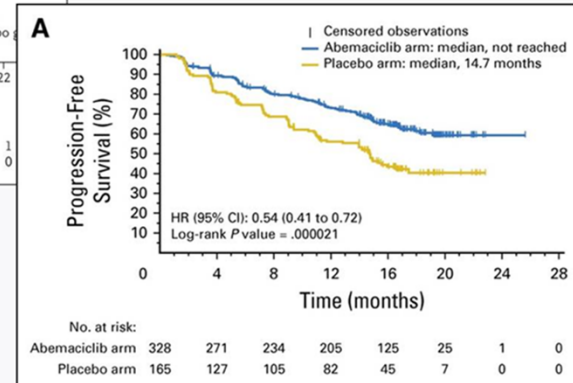 22
1
0
A
Censored observations
Abemaciclib arm: median, not reached
Placebo arm: median, 14.7 months
Progression-Free
Survival (%)
100
90
80
70
60
50
40
30
20
10
HR (95% CI): 0.54 (0.41 to 0.72)
Log-rank P value = .000021
0 4 8 12 16 20 24 28
Time (months)
No. at risk:
Abemaciclib arm 328 271 234 205 125 25 1 0
Placebo arm 165 127 105 82 45 7 0 0